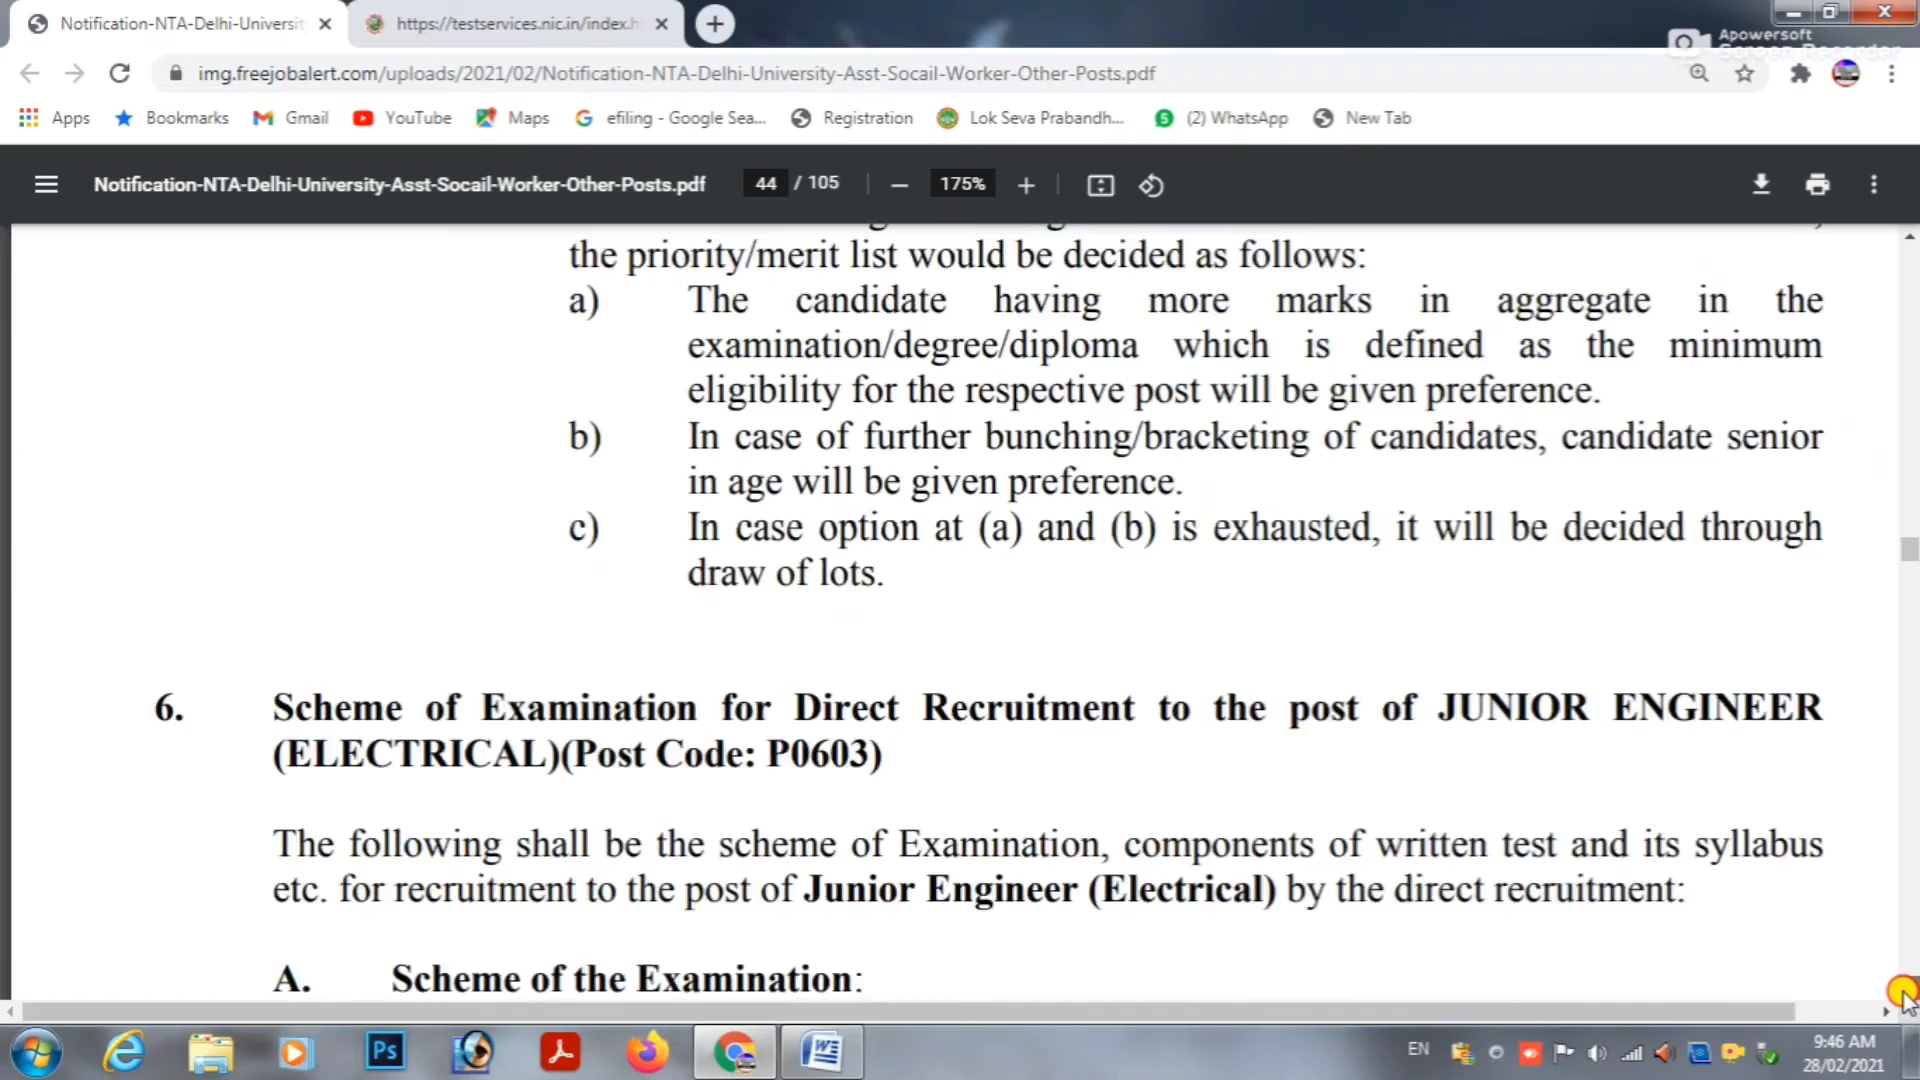 Notification-NTA-Delhi-Universit
https://testservices.nic.in/index.h
Apowersoft
Screen Recorder
img.freejobalert.com/uploads/2021/02/Notification-NTA-Delhi-University-Asst-Socail-Worker-Other-Posts.pdf
Apps Bookmarks Gmail YouTube Maps efiling - Google Sea... Registration Lok Seva Prabandh... (2) WhatsApp New Tab
Notification-NTA-Delhi-University-Asst-Socail-Worker-Other-Posts.pdf 44 / 105 175%
the priority/merit list would be decided as follows:
a) The candidate having more marks in aggregate in the
examination/degree/diploma which is defined as the minimum
eligibility for the respective post will be given preference.
b) In case of further bunching/bracketing of candidates, candidate senior
in age will be given preference.
c) In case option at (a) and (b) is exhausted, it will be decided through
draw of lots.
6. Scheme of Examination for Direct Recruitment to the post of JUNIOR ENGINEER
(ELECTRICAL)(Post Code: P0603)
The following shall be the scheme of Examination, components of written test and its syllabus
etc. for recruitment to the post of Junior Engineer (Electrical) by the direct recruitment:
A. Scheme of the Examination:
Ps
EN
9:46 AM
28/02/2021